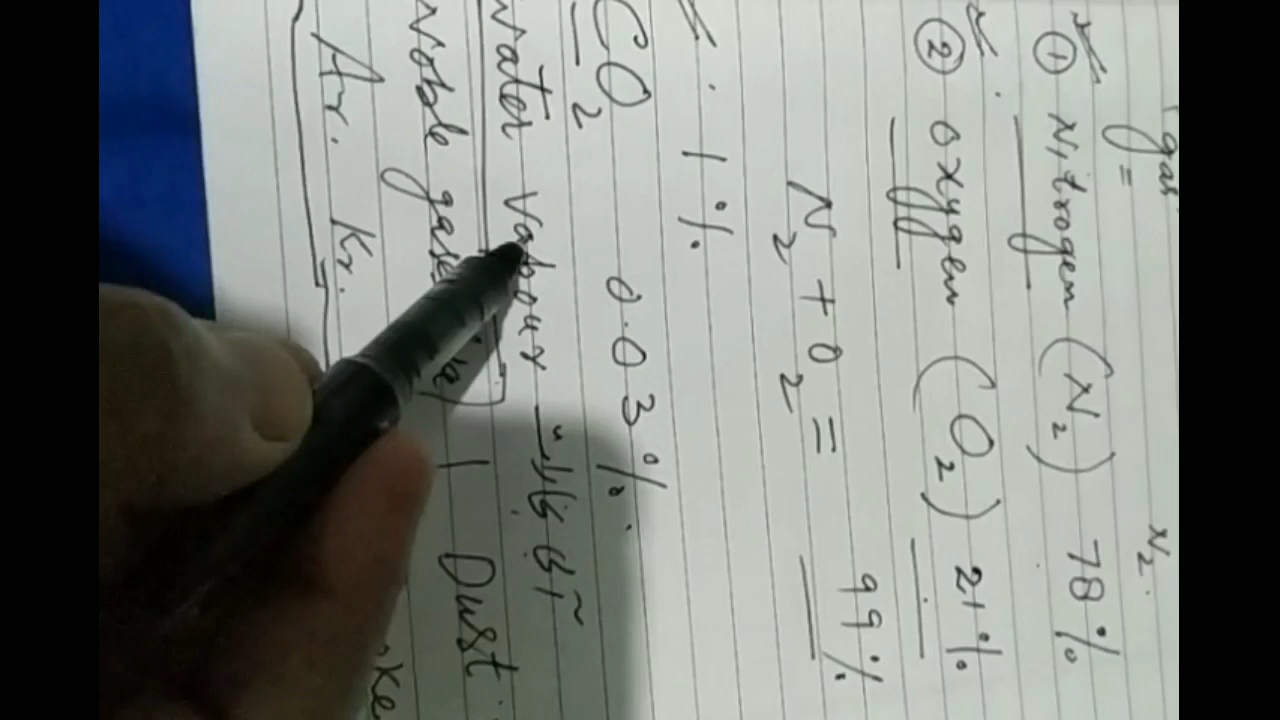 gas
N2.
① Nitrogen (N2) 78%
② Oxygen (O2) 21%
N2 + O2 = 99%
1%.
CO2 0.03%.
Water Vapour
Noble gase | Dust
Ar. Kr.